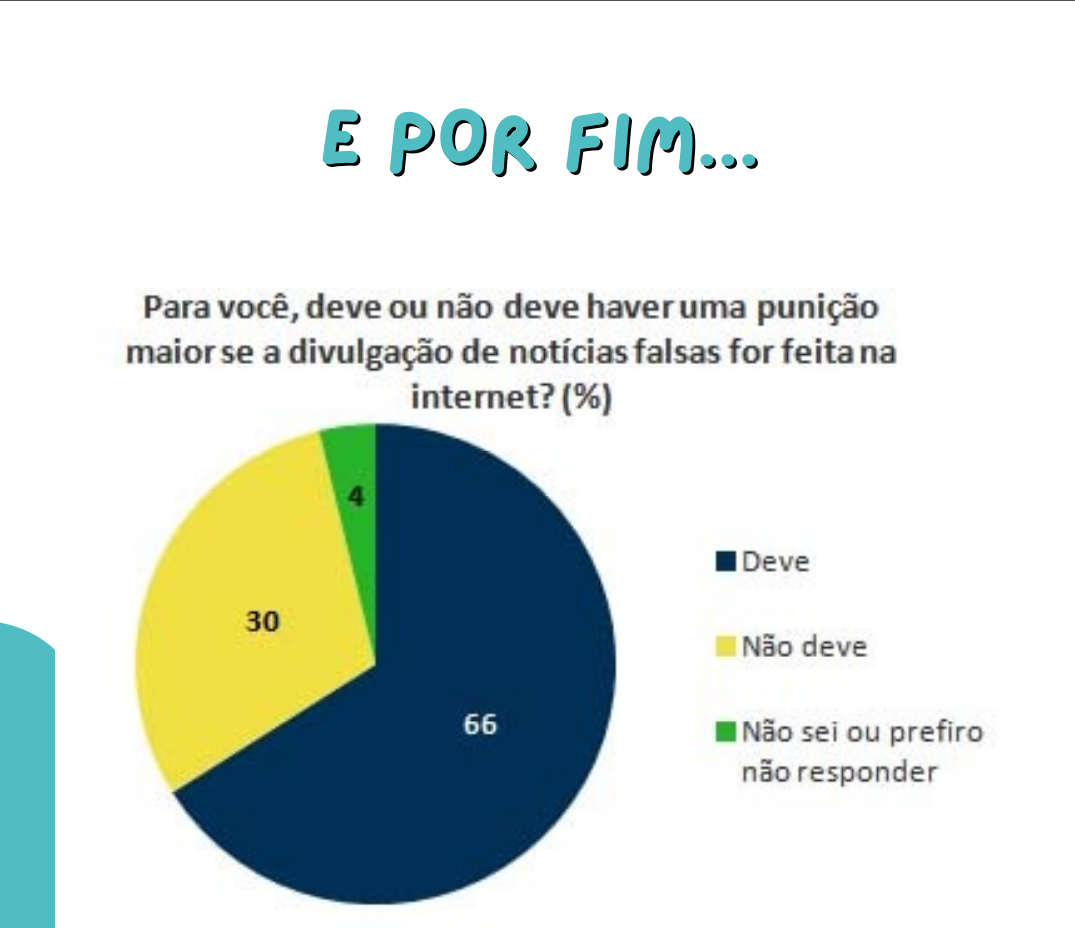 E POR FIM...
Para você, deve ou não deve haver uma punição
maior se a divulgação de notícias falsas for feita na
internet? (%)
4
30
66
Deve
Não deve
Não sei ou prefiro
não responder